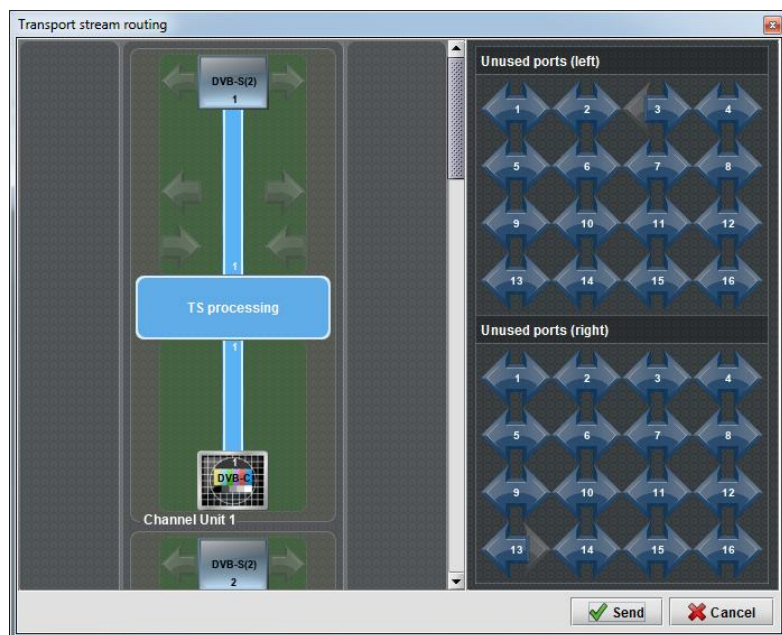 Transport stream routing
DVB-S(2)
1
1
TS processing
1
1
DVB-C
Channel Unit 1
DVB-S(2)
2
Unused ports (left)
1 2 3 4
5 6 7 8
9 10 11 12
13 14 15 16
Unused ports (right)
1 2 3 4
5 6 7 8
9 10 11 12
13 14 15 16
Send Cancel